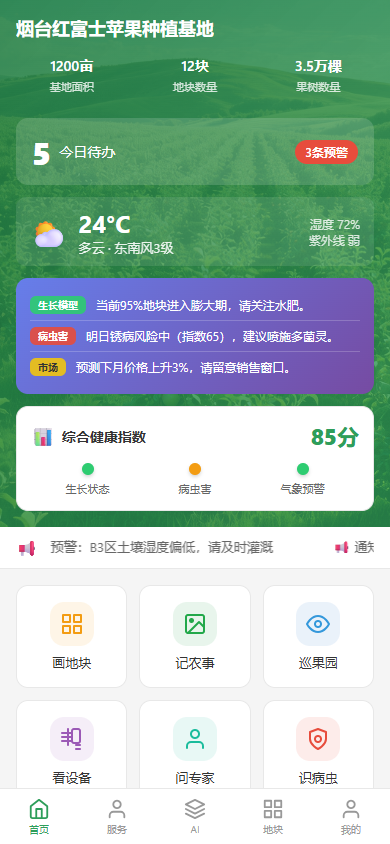 烟台红富士苹果种植基地
1200亩 12块 3.5万棵
基地面积 地块数量 果树数量
5 今日待办 3条预警
24°C
多云 · 东南风3级
湿度 72%
紫外线 弱
生长模型 当前95%地块进入膨大期，请关注水肥。
病虫害 明日锈病风险中（指数65），建议喷施多菌灵。
市场 预测下月价格上升3%，请留意销售窗口。
综合健康指数 85分
生长状态 病虫害 气象预警
预警：B3区土壤湿度偏低，请及时灌溉 通知
画地块 记农事 巡果园
看设备 问专家 识病虫
首页 服务 AI 地块 我的